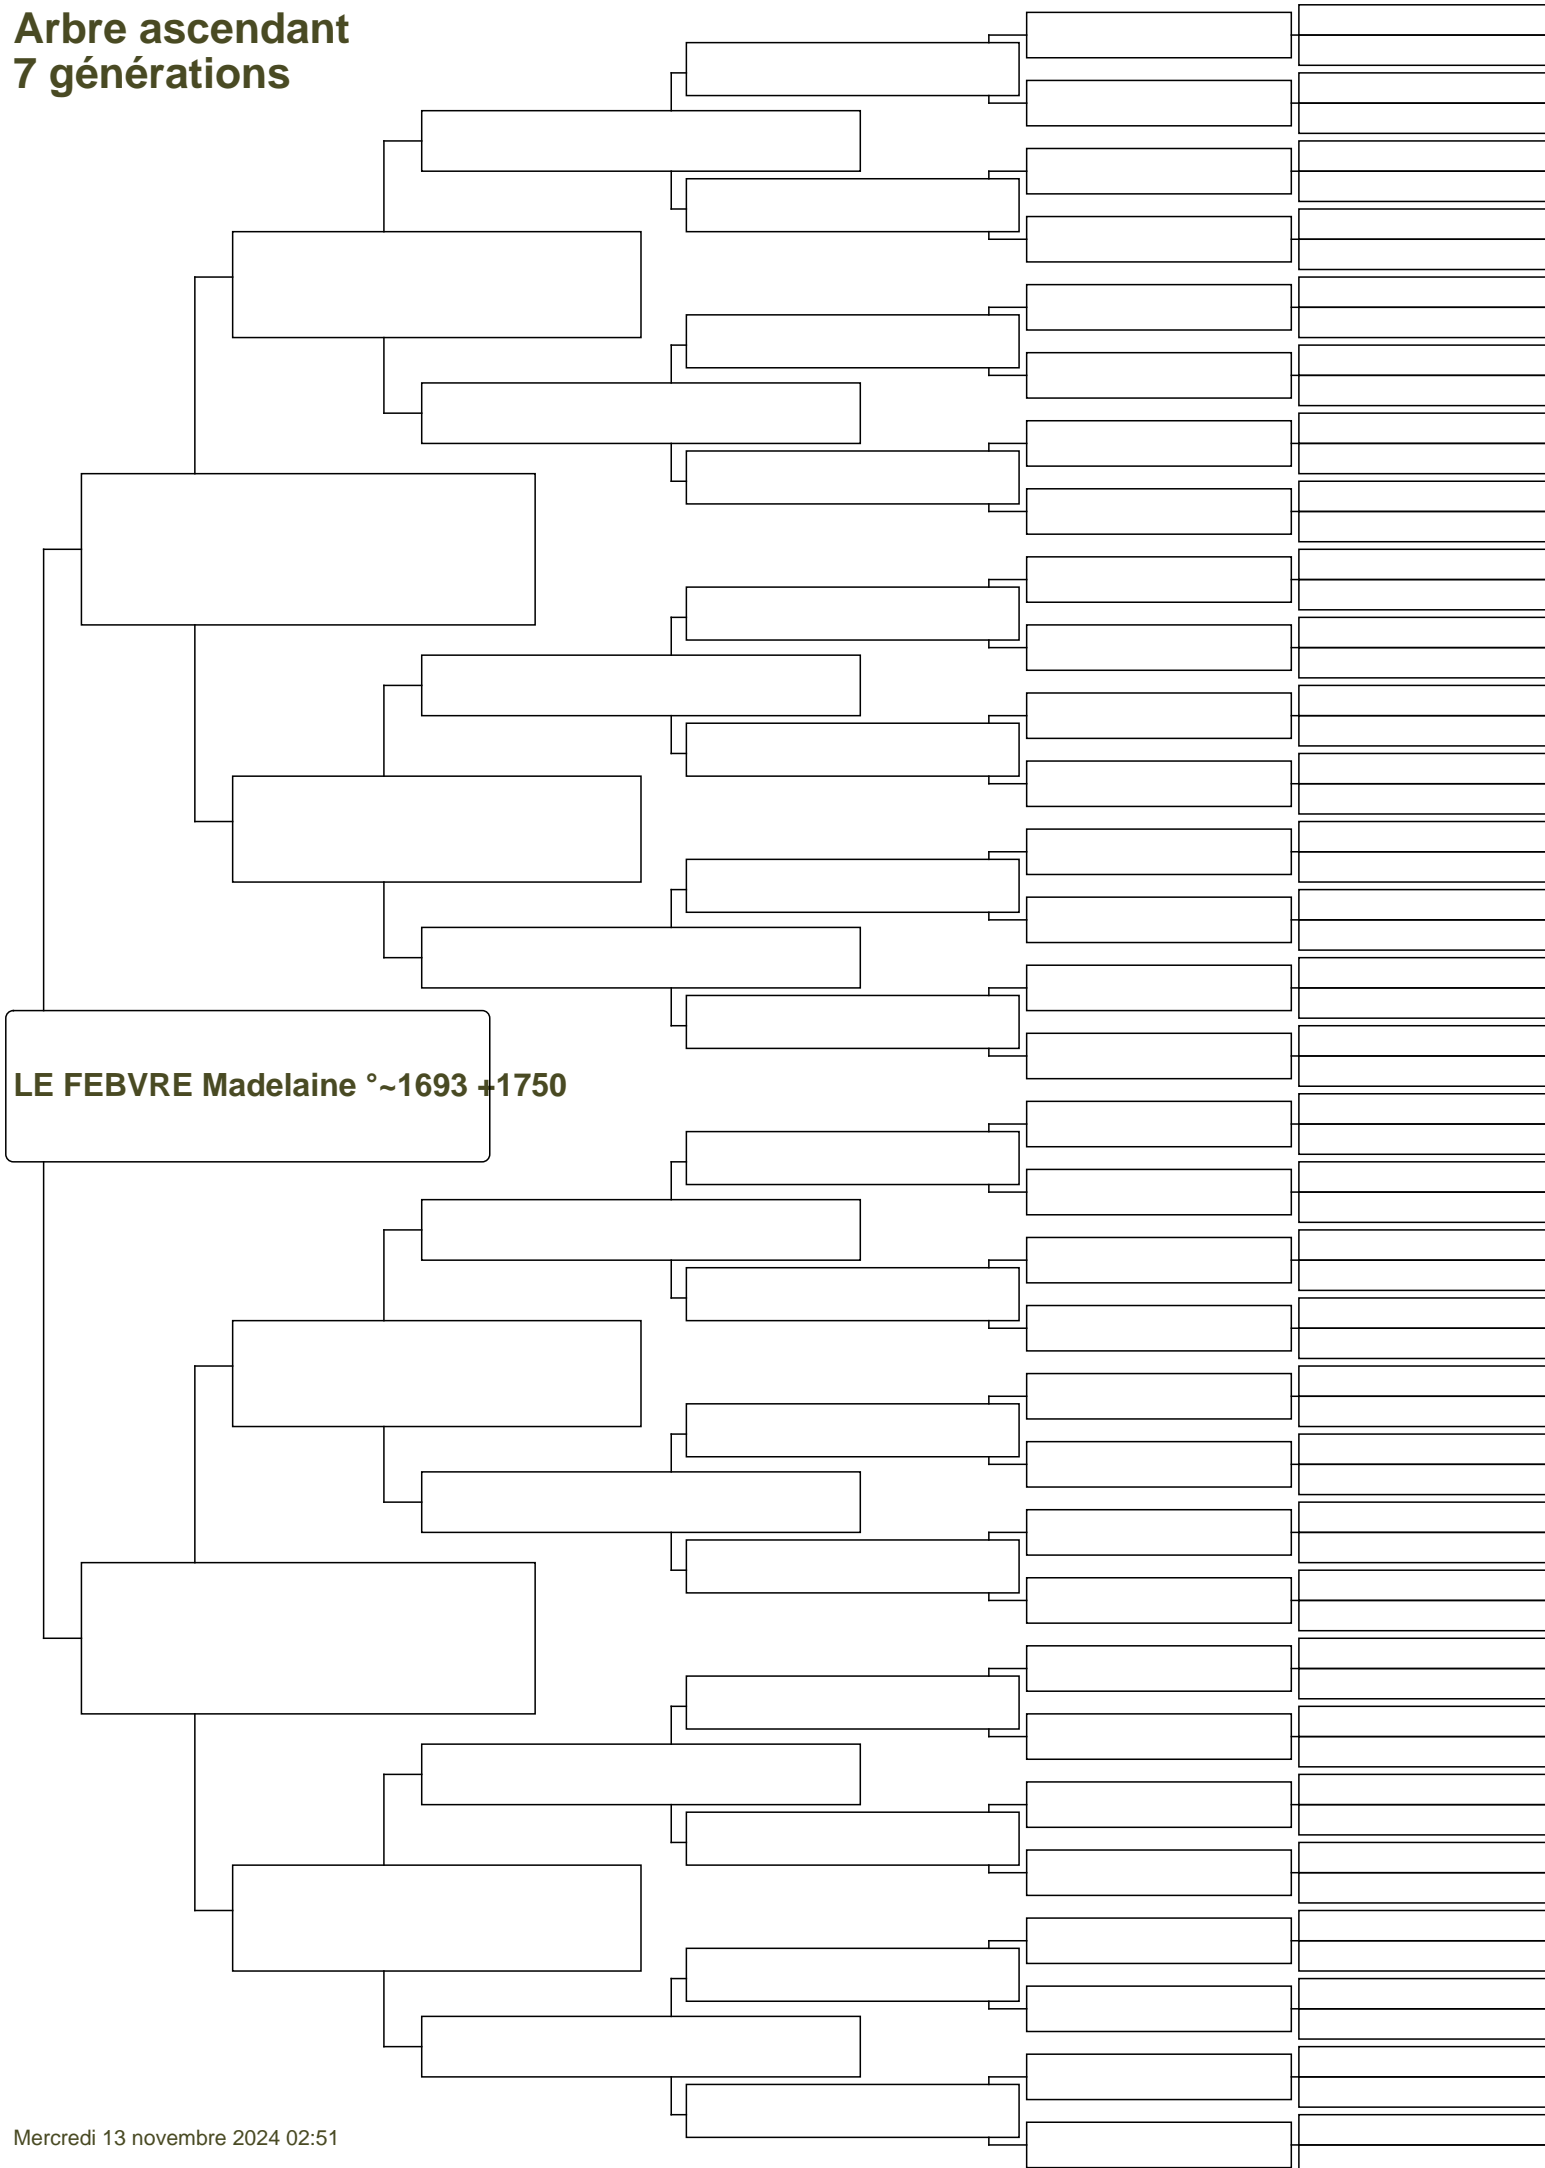 Arbre ascendant
7 générations
LE FEBVRE Madelaine °~1693 +1750
Mercredi 13 novembre 2024 02:51